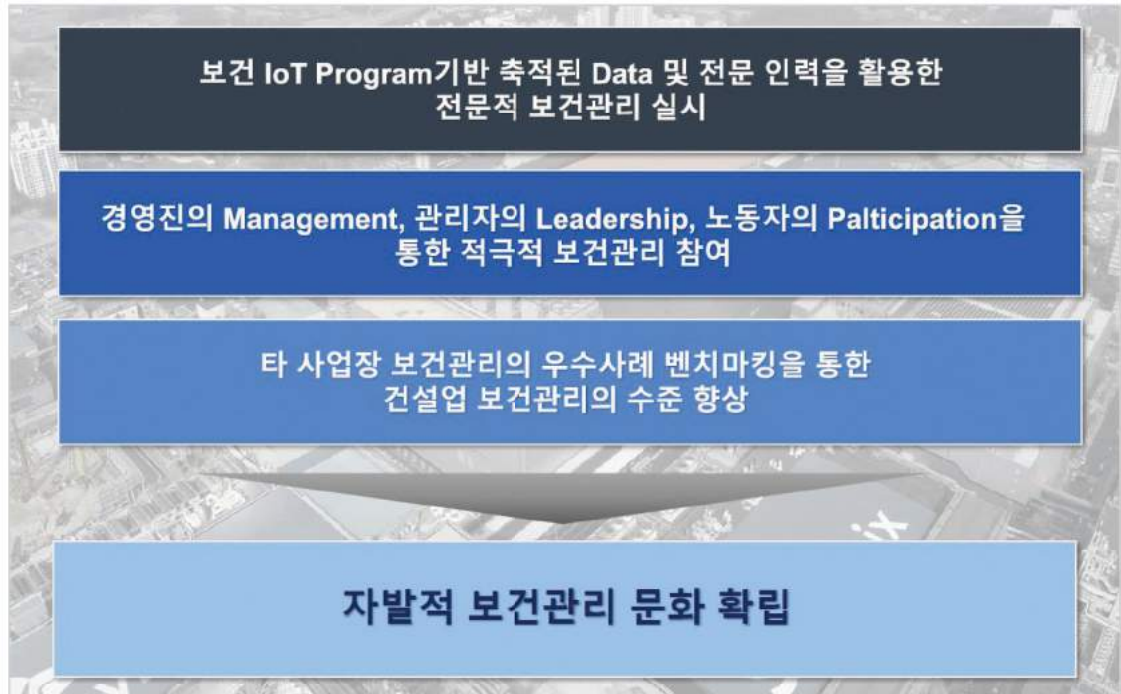 보건 IoT Program기반 축적된 Data 및 전문 인력을 활용한
전문적 보건관리 실시
경영진의 Management, 관리자의 Leadership, 노동자의 Palticipation을
통한 적극적 보건관리 참여
타 사업장 보건관리의 우수사례 벤치마킹을 통한
건설업 보건관리의 수준 향상
자발적 보건관리 문화 확립